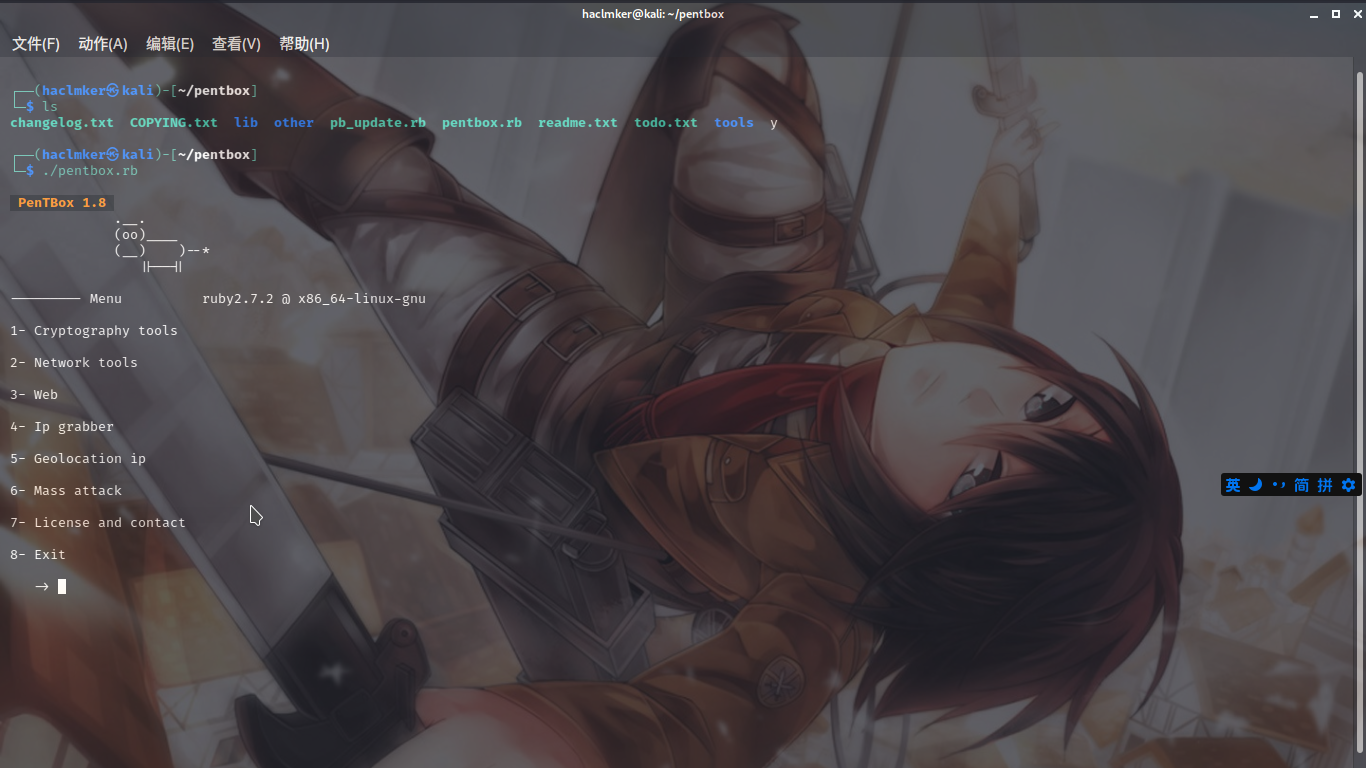 haclmker@kali: ~/pentbox
文件(F) 动作(A) 编辑(E) 查看(V) 帮助(H)
┌──(haclmker㉿kali)-[~/pentbox]
└─$ ls
changelog.txt COPYING.txt lib other pb_update.rb pentbox.rb readme.txt todo.txt tools y
┌──(haclmker㉿kali)-[~/pentbox]
└─$ ./pentbox.rb
PenTBox 1.8
.__.
(oo)____
(__)    )--*
||--||
--------- Menu ruby2.7.2 @ x86_64-linux-gnu
1- Cryptography tools
2- Network tools
3- Web
4- Ip grabber
5- Geolocation ip
6- Mass attack
7- License and contact
8- Exit
->
英 简 拼